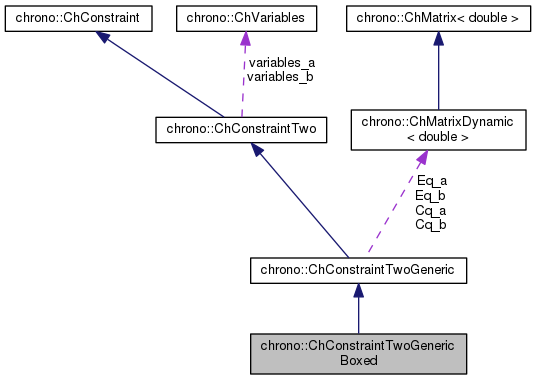 chrono::ChConstraint
chrono::ChVariables
chrono::ChMatrix< double >
variables_a
variables_b
chrono::ChConstraintTwo
chrono::ChMatrixDynamic
< double >
Eq_a
Eq_b
Cq_a
Cq_b
chrono::ChConstraintTwoGeneric
chrono::ChConstraintTwoGeneric
Boxed